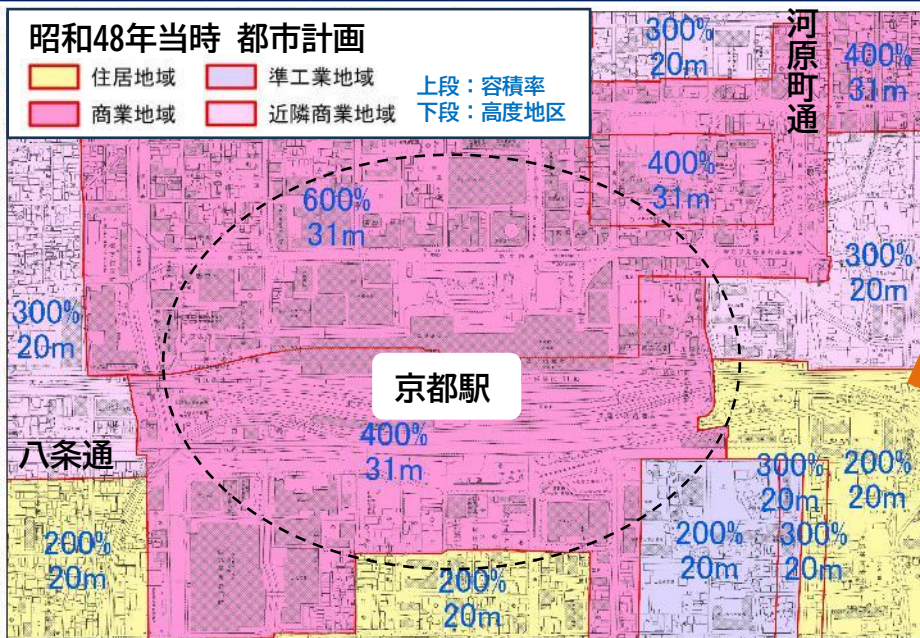 昭和48年当時 都市計画
住居地域
準工業地域
商業地域
近隣商業地域
上段：容積率
下段：高度地区
300%
20m
河原町通
400%
31m
400%
31m
600%
31m
300%
20m
300%
20m
京都駅
400%
31m
八条通
200%
20m
200%
20m
200%
20m
300%
20m
300%
20m
200%
20m